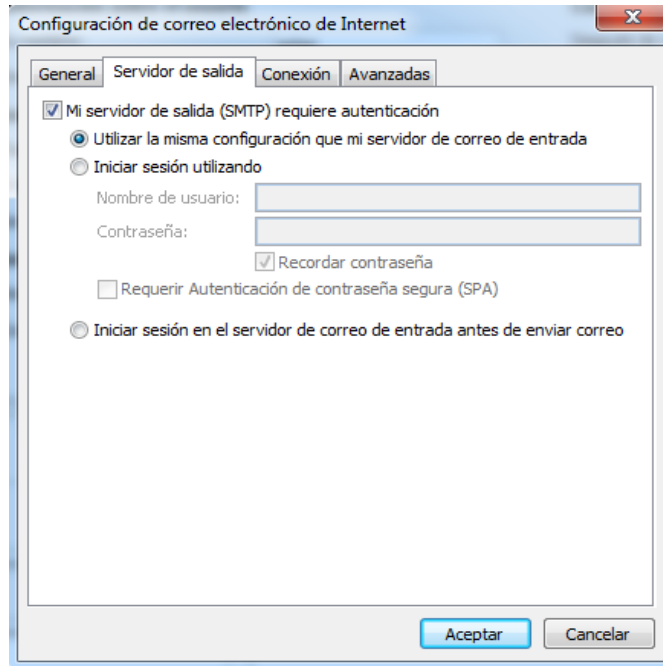 Configuración de correo electrónico de Internet
General Servidor de salida Conexión Avanzadas
Mi servidor de salida (SMTP) requiere autenticación
Utilizar la misma configuración que mi servidor de correo de entrada
Iniciar sesión utilizando
Nombre de usuario:
Contraseña:
Recordar contraseña
Requerir Autenticación de contraseña segura (SPA)
Iniciar sesión en el servidor de correo de entrada antes de enviar correo
Aceptar Cancelar